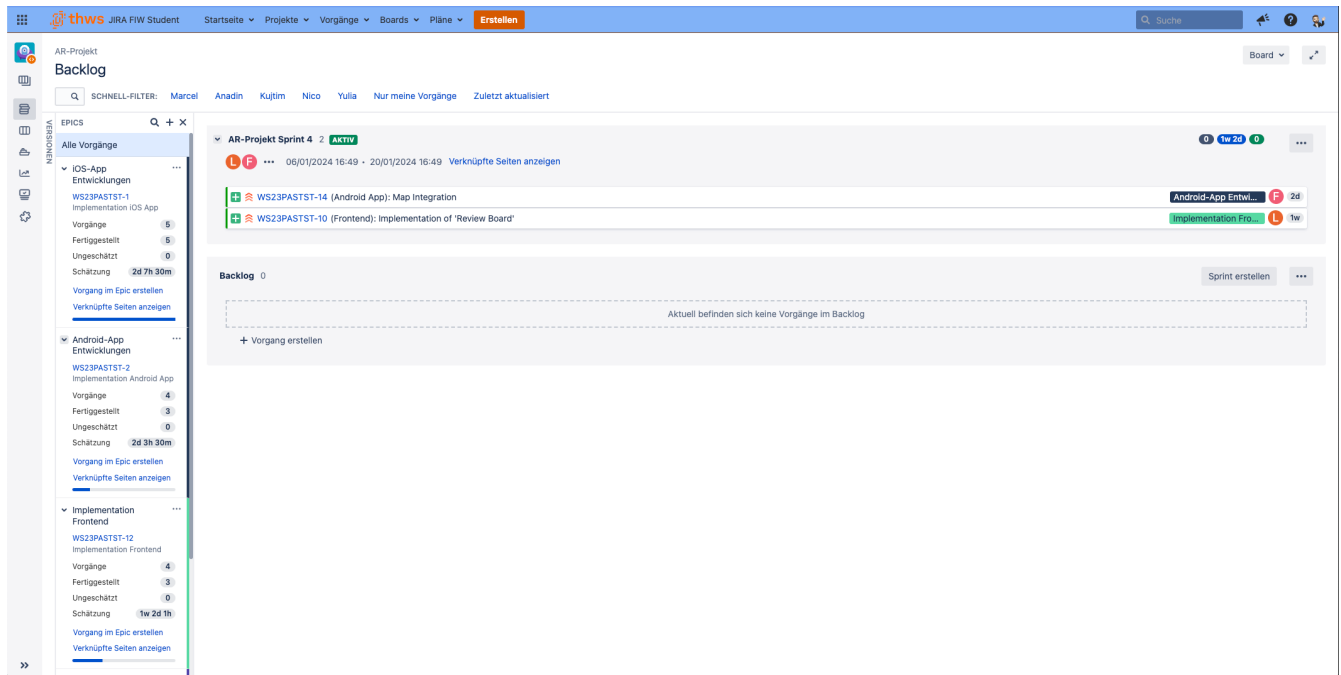 thws JIRA FIW Student Startseite Projekte Vorgänge Boards Pläne Erstellen Suche
AR-Projekt
Backlog
Board
SCHNELL-FILTER: Marcel Anadin Kujtim Nico Yulia Nur meine Vorgänge Zuletzt aktualisiert
VERSIONEN
EPICS
Alle Vorgänge
iOS-App
Entwicklungen
WS23PASTST-1
Implementation iOS App
Vorgänge 5
Fertiggestellt 5
Ungeschätzt 0
Schätzung 2d 7h 30m
Vorgang im Epic erstellen
Verknüpfte Seiten anzeigen
Android-App
Entwicklungen
WS23PASTST-2
Implementation Android App
Vorgänge 4
Fertiggestellt 3
Ungeschätzt 0
Schätzung 2d 3h 30m
Vorgang im Epic erstellen
Verknüpfte Seiten anzeigen
Implementation
Frontend
WS23PASTST-12
Implementation Frontend
Vorgänge 4
Fertiggestellt 3
Ungeschätzt 0
Schätzung 1w 2d 1h
Vorgang im Epic erstellen
Verknüpfte Seiten anzeigen
AR-Projekt Sprint 4 2 AKTIV 0 1w 2d 0
L F 06/01/2024 16:49 • 20/01/2024 16:49 Verknüpfte Seiten anzeigen
WS23PASTST-14 (Android App): Map Integration Android-App Entwi... F 2d
WS23PASTST-10 (Frontend): Implementation of 'Review Board' Implementation Fro... L 1w
Backlog 0 Sprint erstellen
Aktuell befinden sich keine Vorgänge im Backlog
+ Vorgang erstellen